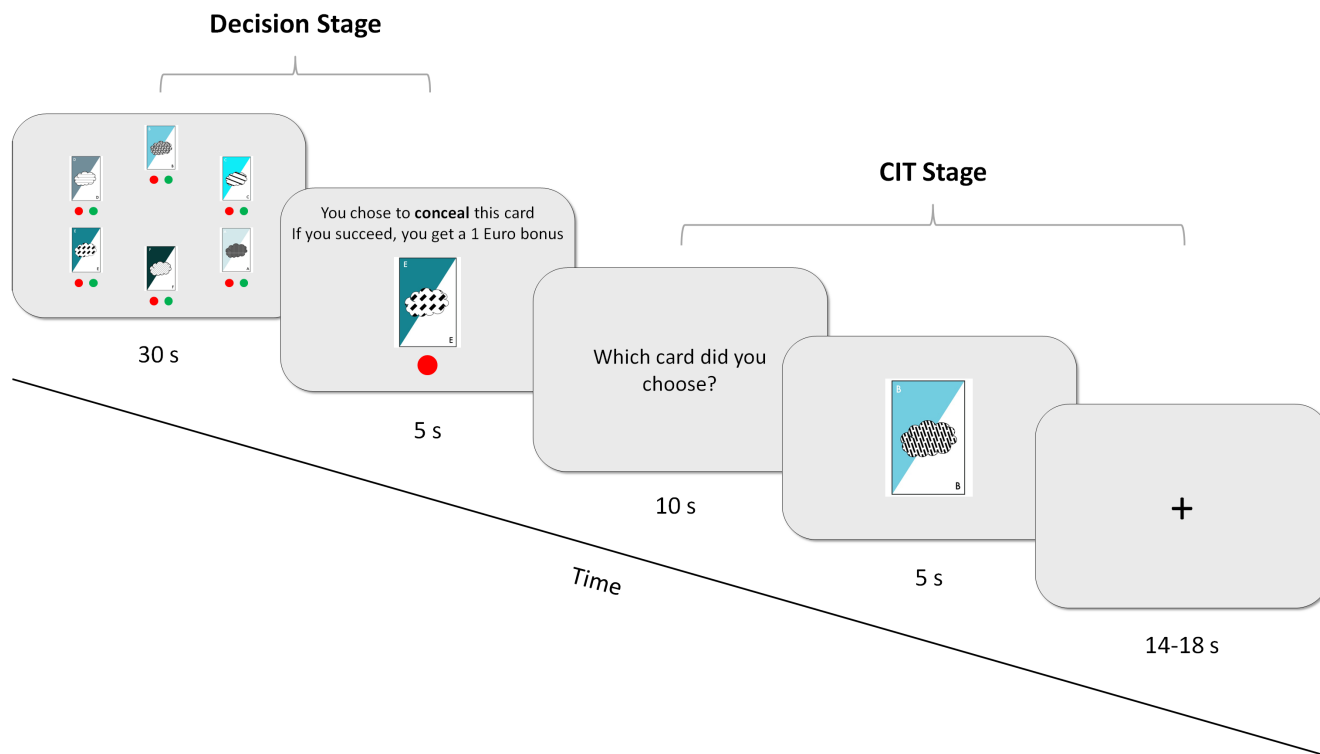 Decision Stage
B
D
D
C
E
E
F
A
30 s
You chose to conceal this card
If you succeed, you get a 1 Euro bonus
E
E
5 s
CIT Stage
Which card did you
choose?
10 s
B
B
5 s
+
14-18 s
Time